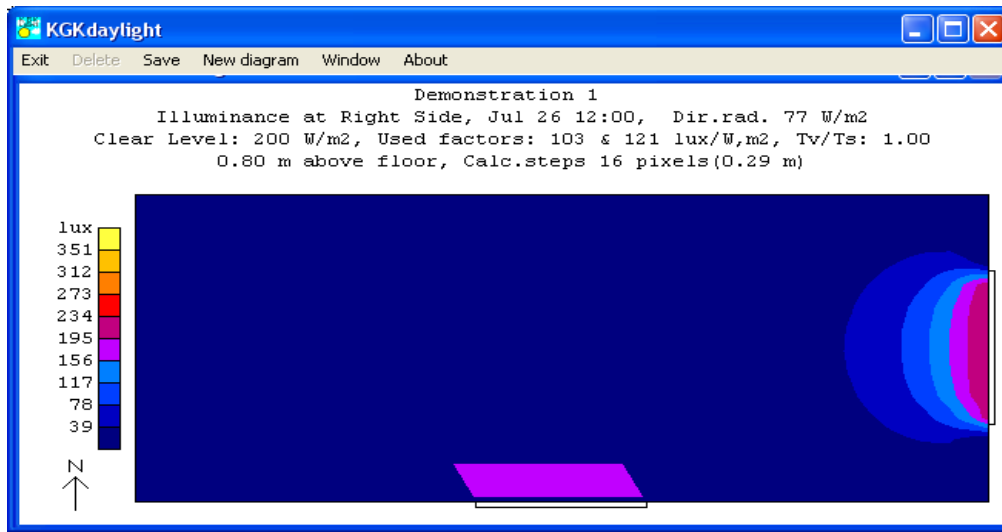 KGKdaylight
Exit Delete Save New diagram Window About
Demonstration 1
Illuminance at Right Side, Jul 26 12:00, Dir.rad. 77 W/m2
Clear Level: 200 W/m2, Used factors: 103 & 121 lux/W,m2, Tv/Ts: 1.00
0.80 m above floor, Calc.steps 16 pixels(0.29 m)
lux
351
312
273
234
195
156
117
78
39
N